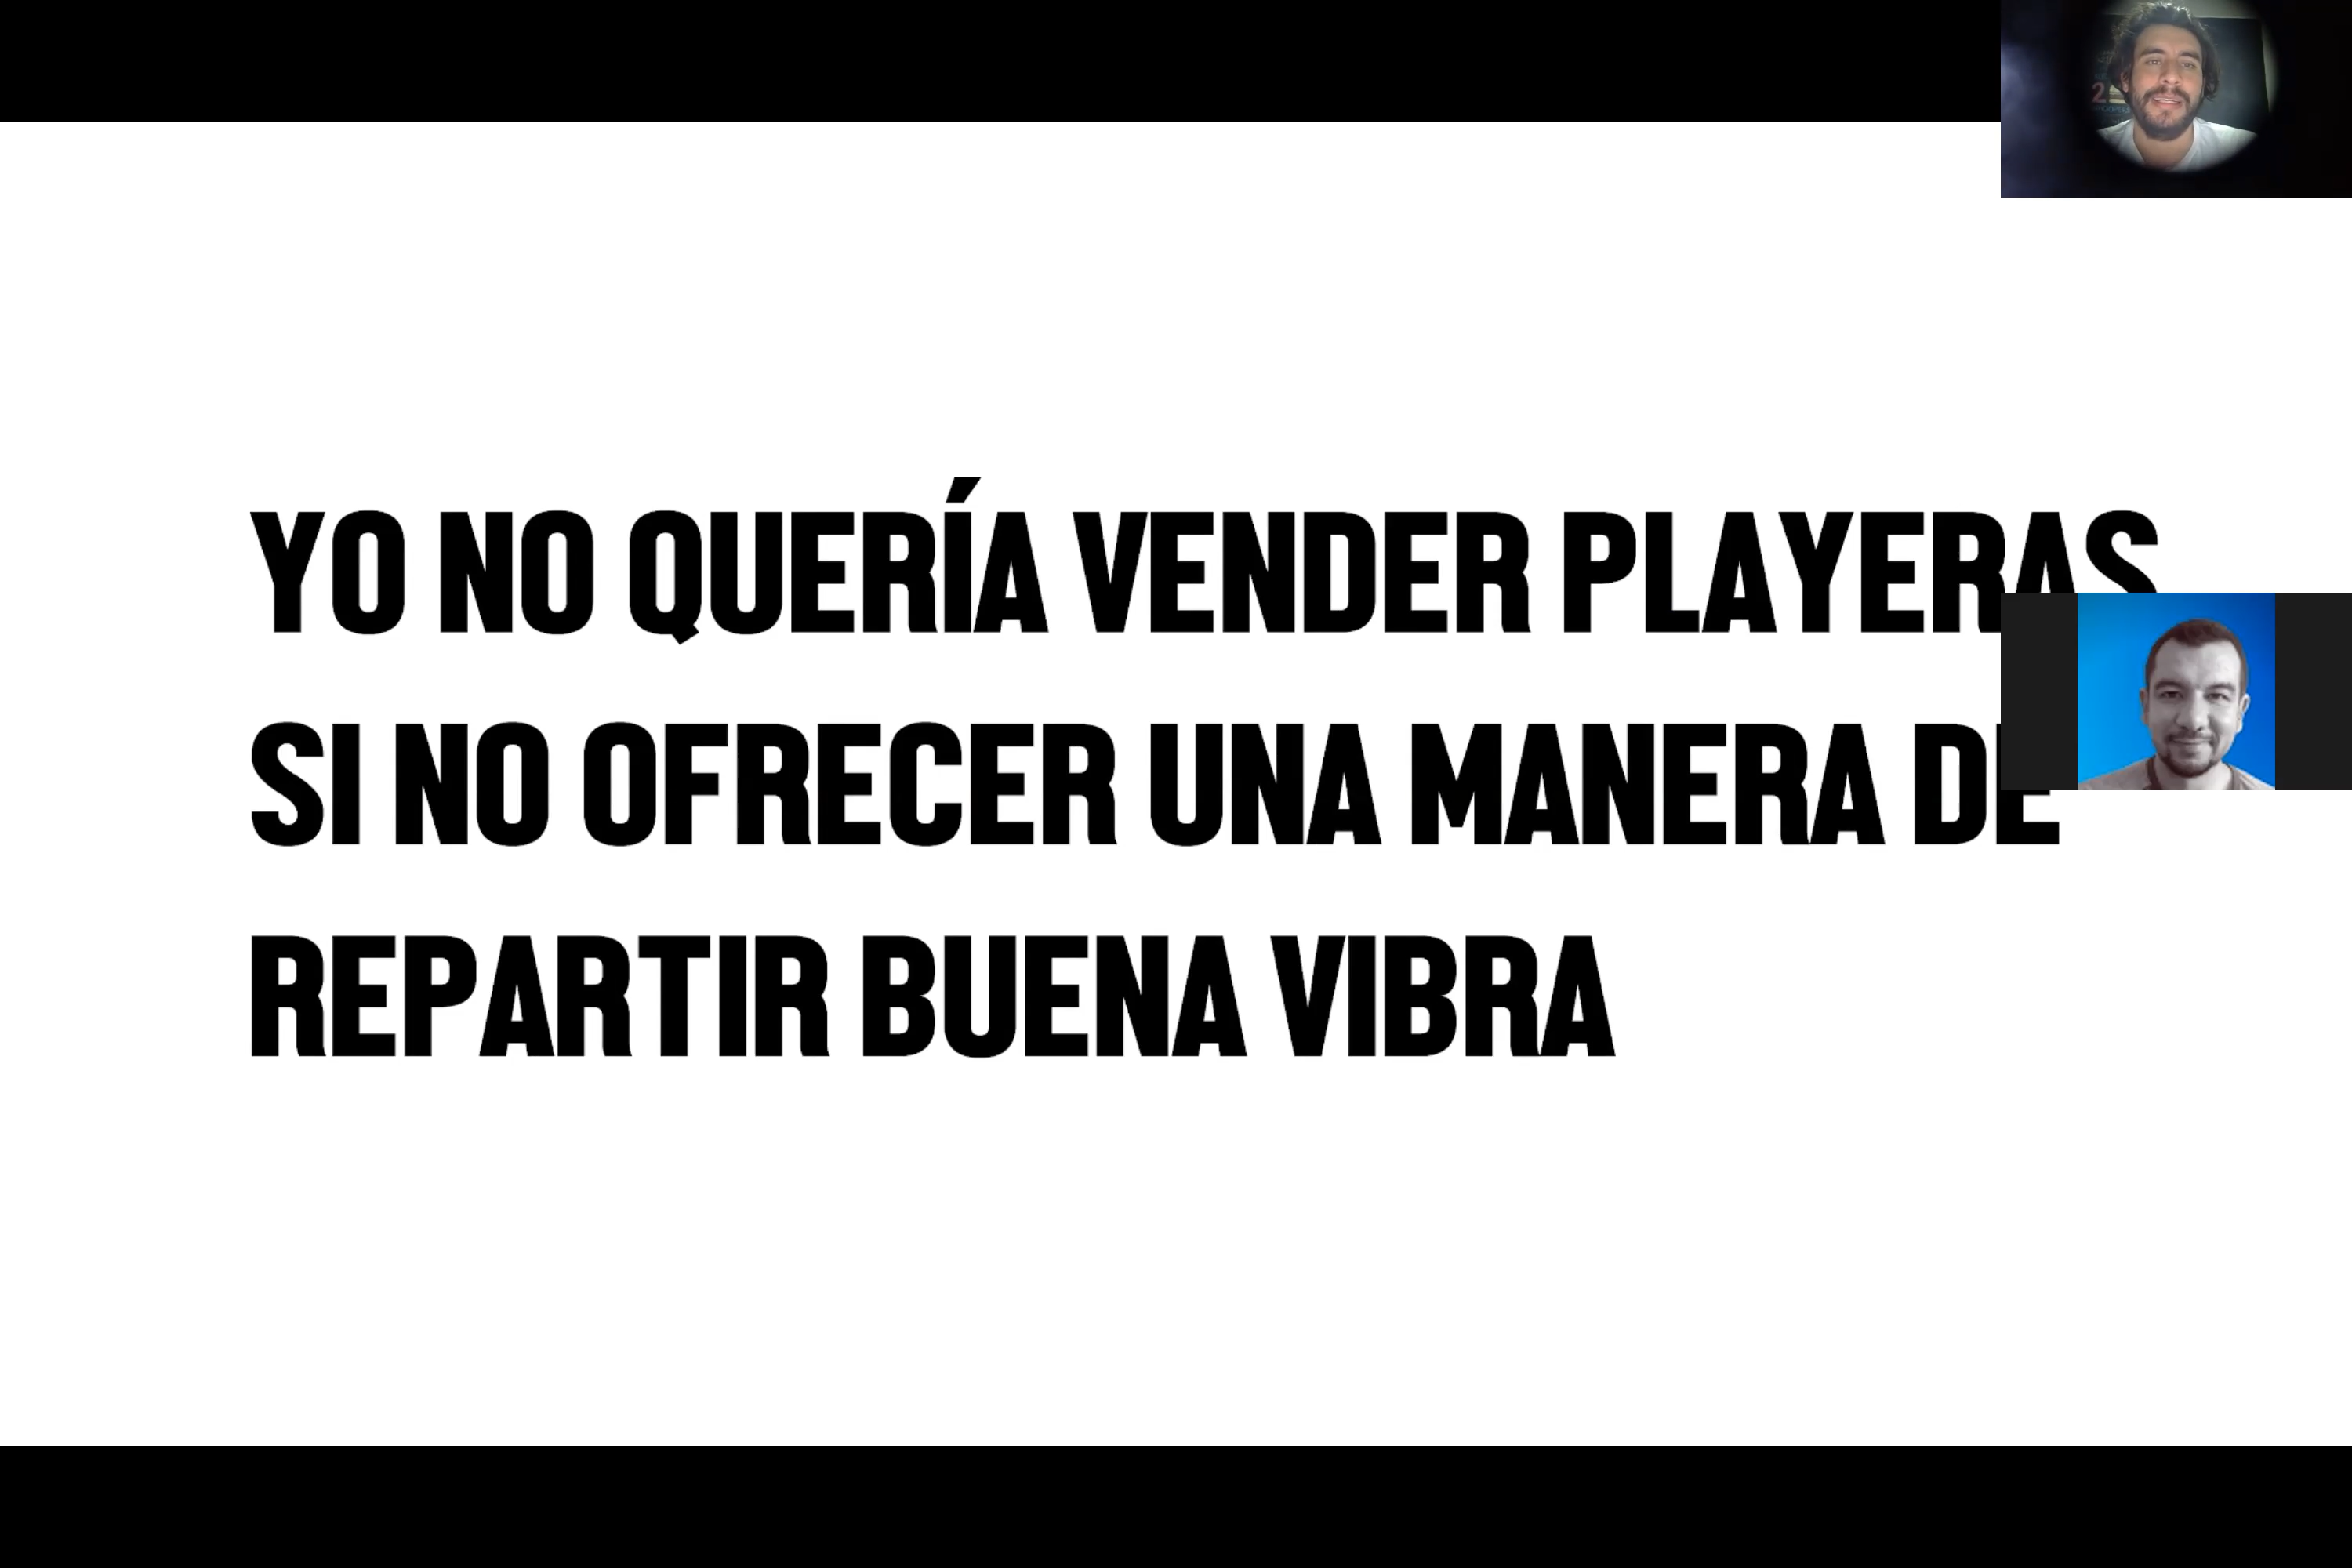 YO NO QUERÍA VENDER PLAYERAS
SI NO OFRECER UNA MANERA DE
REPARTIR BUENA VIBRA